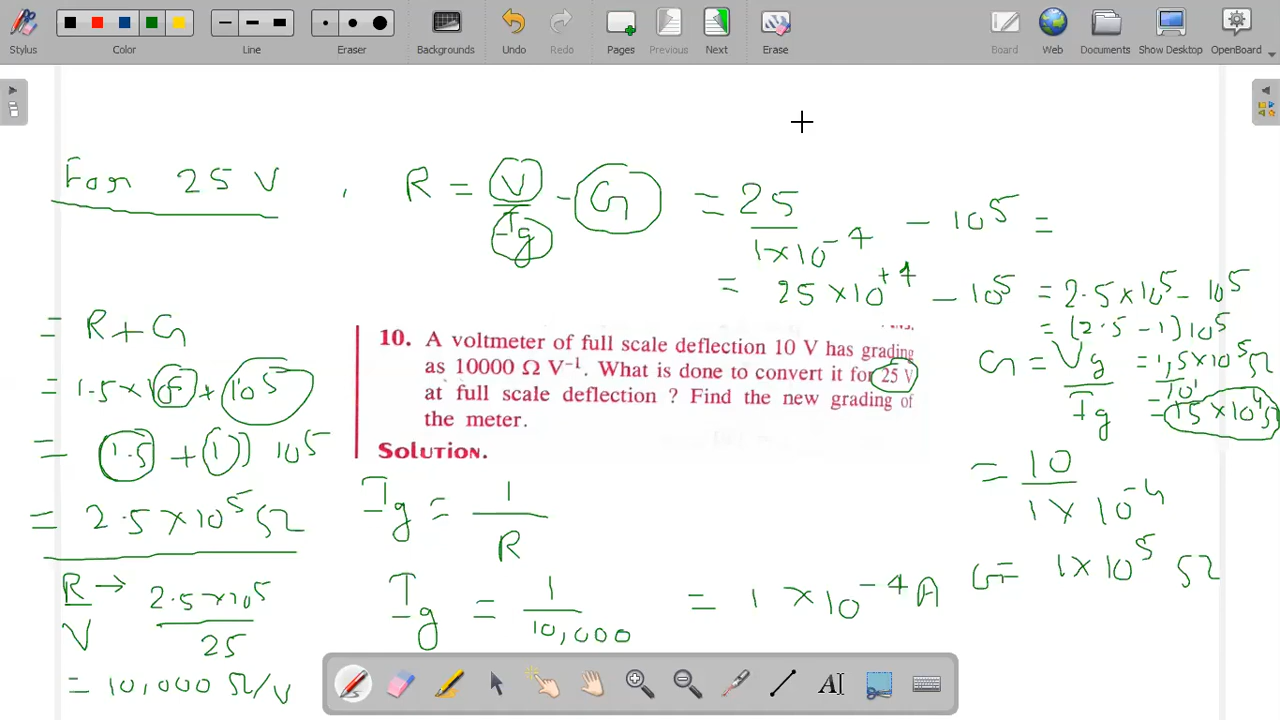 Stylus
Color
Line
Eraser
Backgrounds
Undo
Redo
Pages
Previous
Next
Erase
Board
Web
Documents
Show Desktop
OpenBoard
For 25 V , R = V/Ig - G = 25/1×10⁻⁴ - 10⁵ =
= 25×10⁺⁴ - 10⁵ = 2.5×10⁵ - 10⁵
= (2.5 - 1) 10⁵
= 1.5×10⁵ Ω
= 15×10⁴ Ω
= R + G
= 1.5×10⁵ + 10⁵
= (1.5 + 1) 10⁵
= 2.5×10⁵ Ω
R/V → 2.5×10⁵/25
= 10,000 Ω/V
10. A voltmeter of full scale deflection 10 V has grading
as 10000 Ω V⁻¹. What is done to convert it for 25 V
at full scale deflection ? Find the new grading of
the meter.
Solution.
Ig = 1/R
Ig = 1/10,000 = 1 × 10⁻⁴ A
G = Vg/Ig
= 10/1 × 10⁻⁴
G = 1×10⁵ Ω